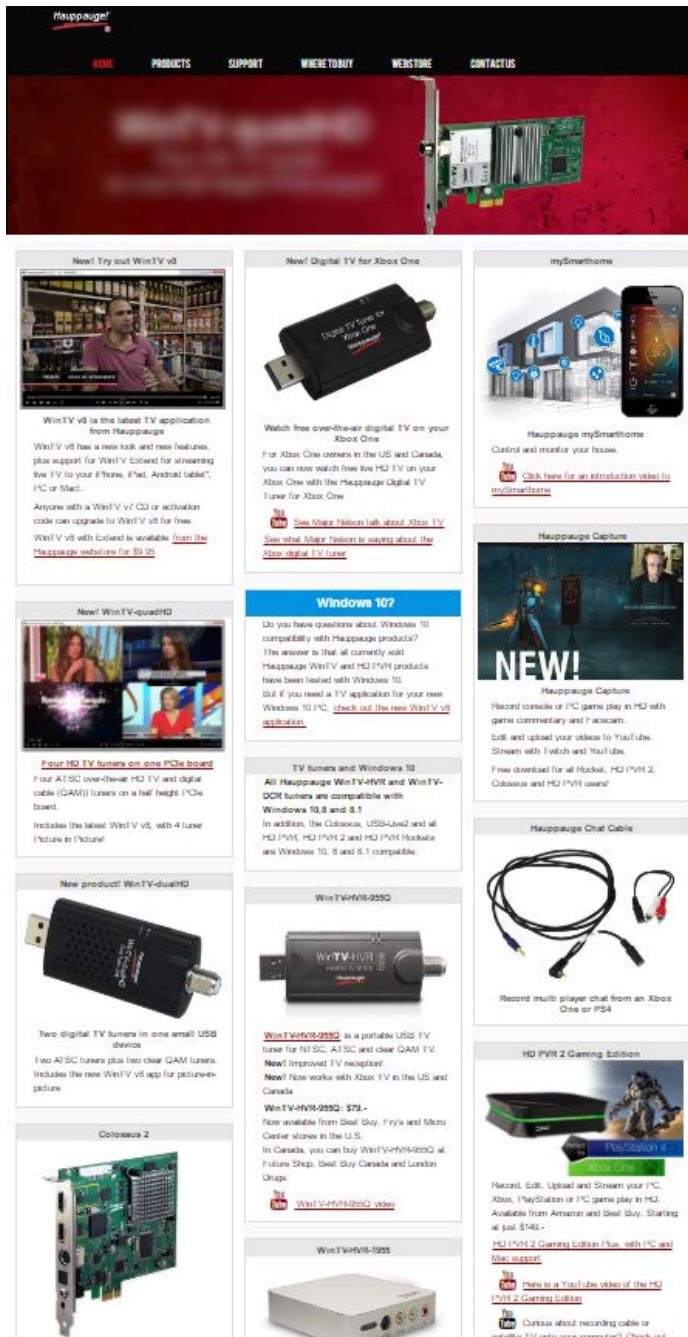 Hauppauge!
HOME PRODUCTS SUPPORT WHERE TO BUY WEBSTORE CONTACT US
New! Try out WinTV v8
WinTV v8 is the latest TV application
from Hauppauge
WinTV v8 has a new look and new features,
plus support for WinTV Extend for streaming
live TV to your iPhone, iPad, Android tablet*,
PC or Mac!.
Anyone with a WinTV v7 CD or activation
code can upgrade to WinTV v8 for free.
WinTV v8 with Extend is available from the
Hauppauge webstore for $9.95
New! WinTV-quadHD
Four HD TV tuners on one PCIe board
Four ATSC over-the-air HD TV and digital
cable (QAM)) tuners on a half height PCIe
board.
Includes the latest WinTV v8, with 4 tuner
Picture in Picture!
New product! WinTV-dualHD
Two digital TV tuners in one small USB
device
Two ATSC tuners plus two clear QAM tuners.
Includes the new WinTV v8 app for picture-in-
picture
Colossus 2
New! Digital TV for Xbox One
Digital TV Tuner for
Xbox One
Hauppauge!
Watch free over-the-air digital TV on your
Xbox One
For Xbox One owners in the US and Canada,
you can now watch free live HD TV on your
Xbox One with the Hauppauge Digital TV
Tuner for Xbox One
You Tube See Major Nelson talk about Xbox TV
See what Major Nelson is saying about the
Xbox digital TV tuner
Windows 10?
Do you have questions about Windows 10
compatibility with Hauppauge products?
The answer is that all currently sold
Hauppauge WinTV and HD PVR products
have been tested with Windows 10.
But if you need a TV application for your new
Windows 10 PC, check out the new WinTV v8
application.
TV tuners and Windows 10
All Hauppauge WinTV-HVR and WinTV-
DCR tuners are compatible with
Windows 10,8 and 8.1
In addition, the Colossus, USB-Live2 and all
HD PVR, HD PVR 2 and HD PVR Rockets
are Windows 10, 8 and 8.1 compatible.
WinTV-HVR-955Q
WinTV-HVR
Hauppauge!
WinTV-HVR-955Q is a portable USB TV
tuner for NTSC, ATSC and clear QAM TV.
New! Improved TV reception!
New! Now works with Xbox TV in the US and
Canada
WinTV-HVR-955Q: $79.-
Now available from Best Buy, Fry's and Micro
Center stores in the U.S.
In Canada, you can buy WinTV-HVR-955Q at
Future Shop, Best Buy Canada and London
Drugs.
You Tube WinTV-HVR-955Q video
WinTV-HVR-1955
mySmarthome
Hauppauge mySmarthome
Control and monitor your house.
You Tube Click here for an introduction video to
mySmarthome
Hauppauge Capture
NEW!
Hauppauge Capture
Record console or PC game play in HD with
game commentary and Facecam.
Edit and upload your videos to YouTube.
Stream with Twitch and YouTube.
Free download for all Rocket, HD PVR 2,
Colossus and HD PVR users!
Hauppauge Chat Cable
Record multi player chat from an Xbox
One or PS4
HD PVR 2 Gaming Edition
PlayStation 4
Xbox One
Record, Edit, Upload and Stream your PC,
Xbox, PlayStation or PC game play in HD.
Available from Amazon and Best Buy. Starting
at just $149.-
HD PVR 2 Gaming Edition Plus, with PC and
Mac support
You Tube Here is a YouTube video of the HD
PVR 2 Gaming Edition
You Tube Curious about recording cable or
satellite TV onto your computer? Check out